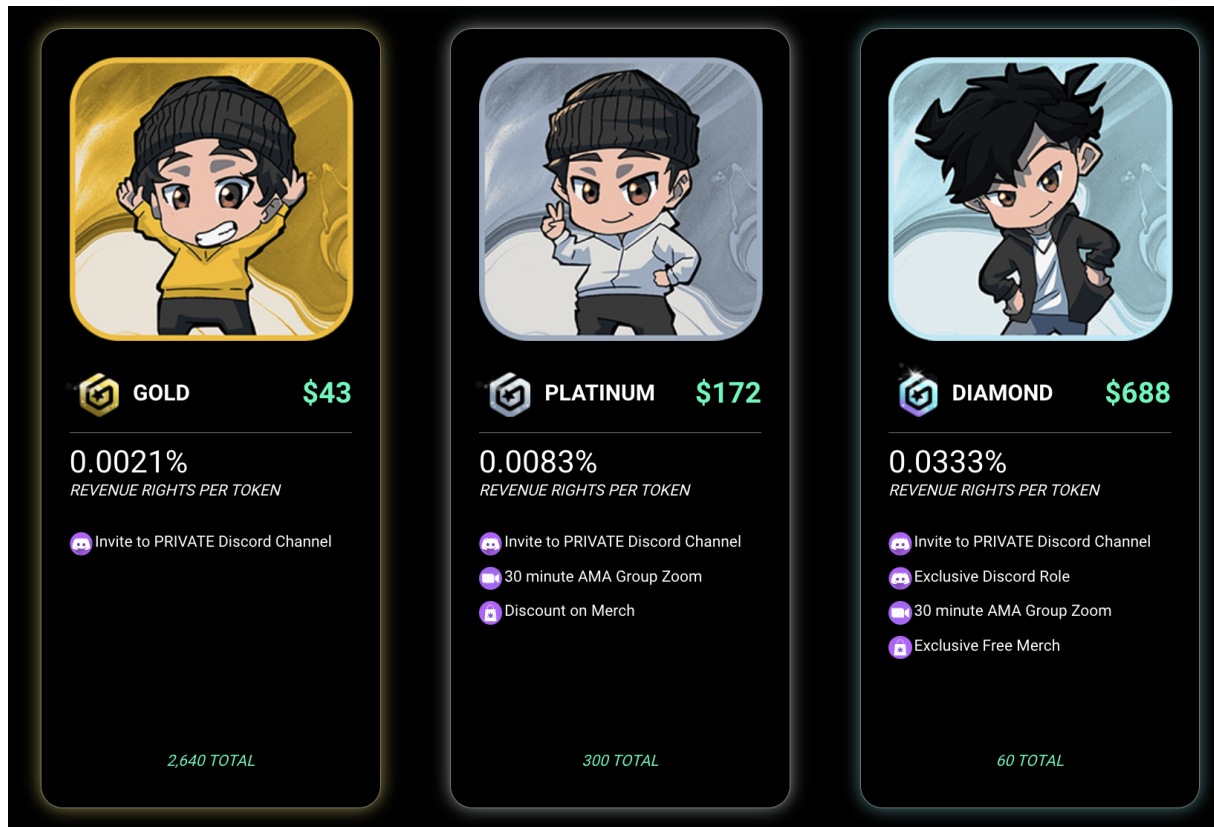 GOLD
$43
0.0021%
REVENUE RIGHTS PER TOKEN
Invite to PRIVATE Discord Channel
2,640 TOTAL
PLATINUM
$172
0.0083%
REVENUE RIGHTS PER TOKEN
Invite to PRIVATE Discord Channel
30 minute AMA Group Zoom
Discount on Merch
300 TOTAL
DIAMOND
$688
0.0333%
REVENUE RIGHTS PER TOKEN
Invite to PRIVATE Discord Channel
Exclusive Discord Role
30 minute AMA Group Zoom
Exclusive Free Merch
60 TOTAL